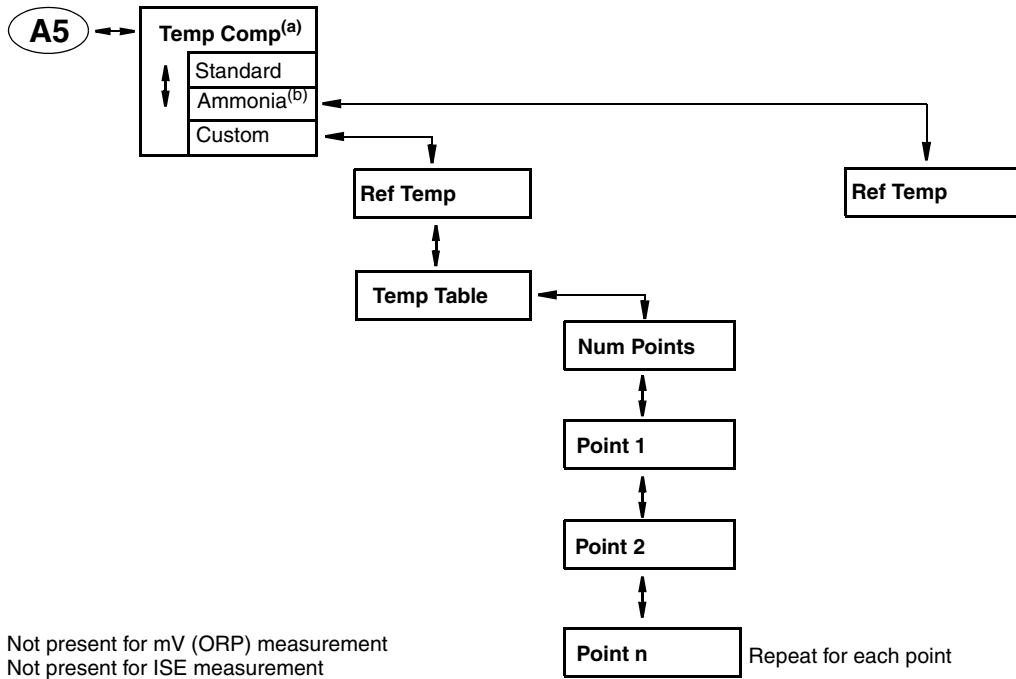 A5
Temp Comp(a)
Standard
Ammonia(b)
Custom
Ref Temp
Ref Temp
Temp Table
Num Points
Point 1
Point 2
Point n
Repeat for each point
Not present for mV (ORP) measurement
Not present for ISE measurement